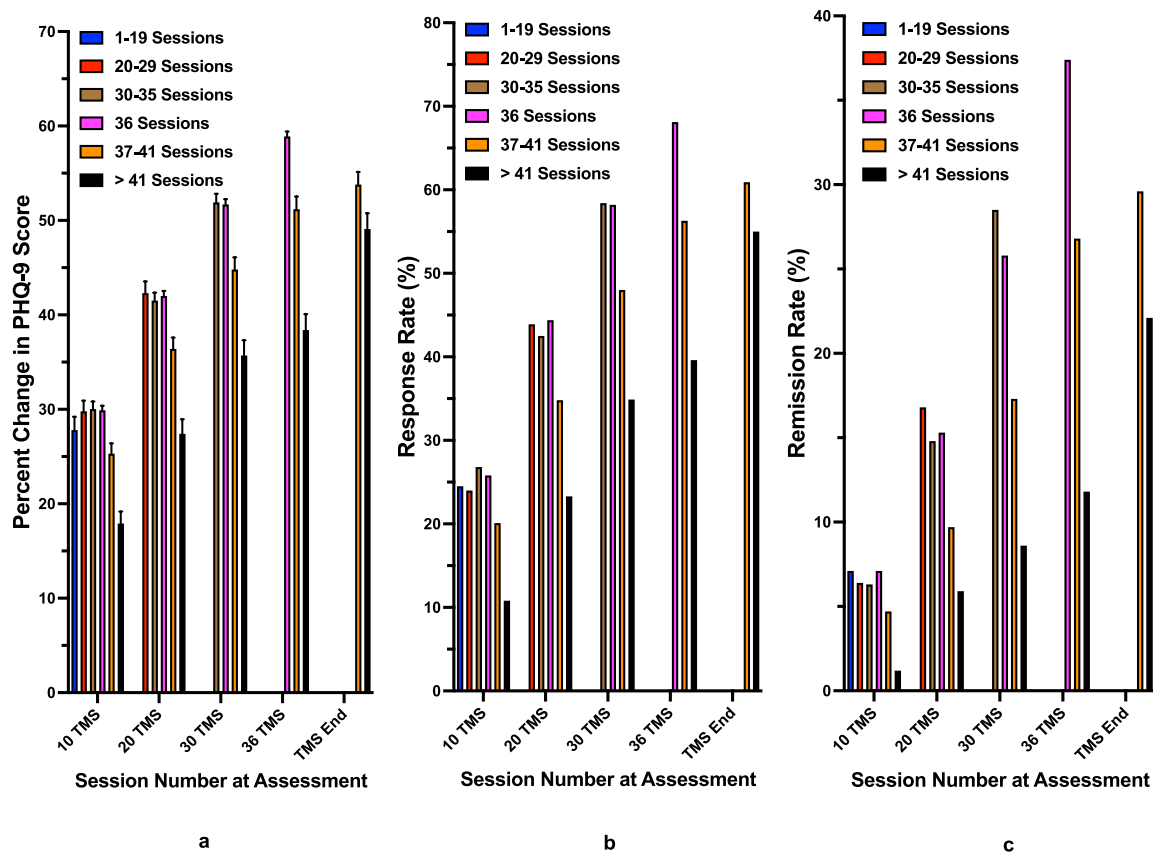 70
60
50
40
30
20
10
0
Percent Change in PHQ-9 Score
1-19 Sessions
20-29 Sessions
30-35 Sessions
36 Sessions
37-41 Sessions
> 41 Sessions
10 TMS
20 TMS
30 TMS
36 TMS
TMS End
Session Number at Assessment
a
80
70
60
50
40
30
20
10
0
Response Rate (%)
1-19 Sessions
20-29 Sessions
30-35 Sessions
36 Sessions
37-41 Sessions
> 41 Sessions
10 TMS
20 TMS
30 TMS
36 TMS
TMS End
Session Number at Assessment
b
40
30
20
10
0
Remission Rate (%)
1-19 Sessions
20-29 Sessions
30-35 Sessions
36 Sessions
37-41 Sessions
> 41 Sessions
10 TMS
20 TMS
30 TMS
36 TMS
TMS End
Session Number at Assessment
c